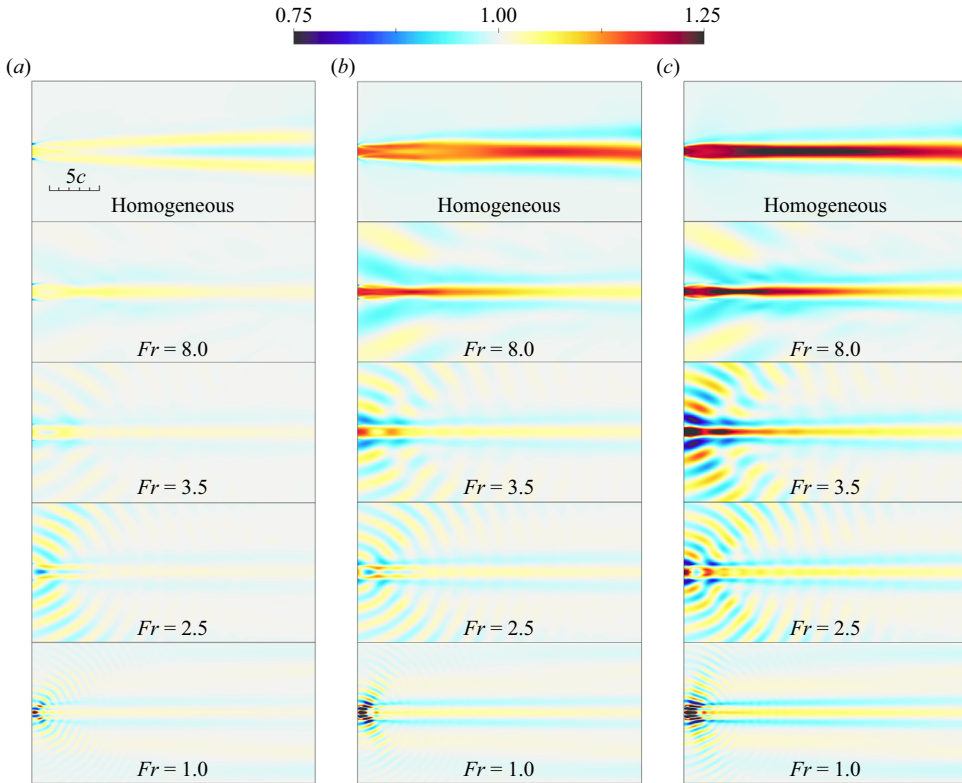 0.75 1.00 1.25
(a) (b) (c)
5c
Homogeneous Homogeneous Homogeneous
Fr = 8.0 Fr = 8.0 Fr = 8.0
Fr = 3.5 Fr = 3.5 Fr = 3.5
Fr = 2.5 Fr = 2.5 Fr = 2.5
Fr = 1.0 Fr = 1.0 Fr = 1.0